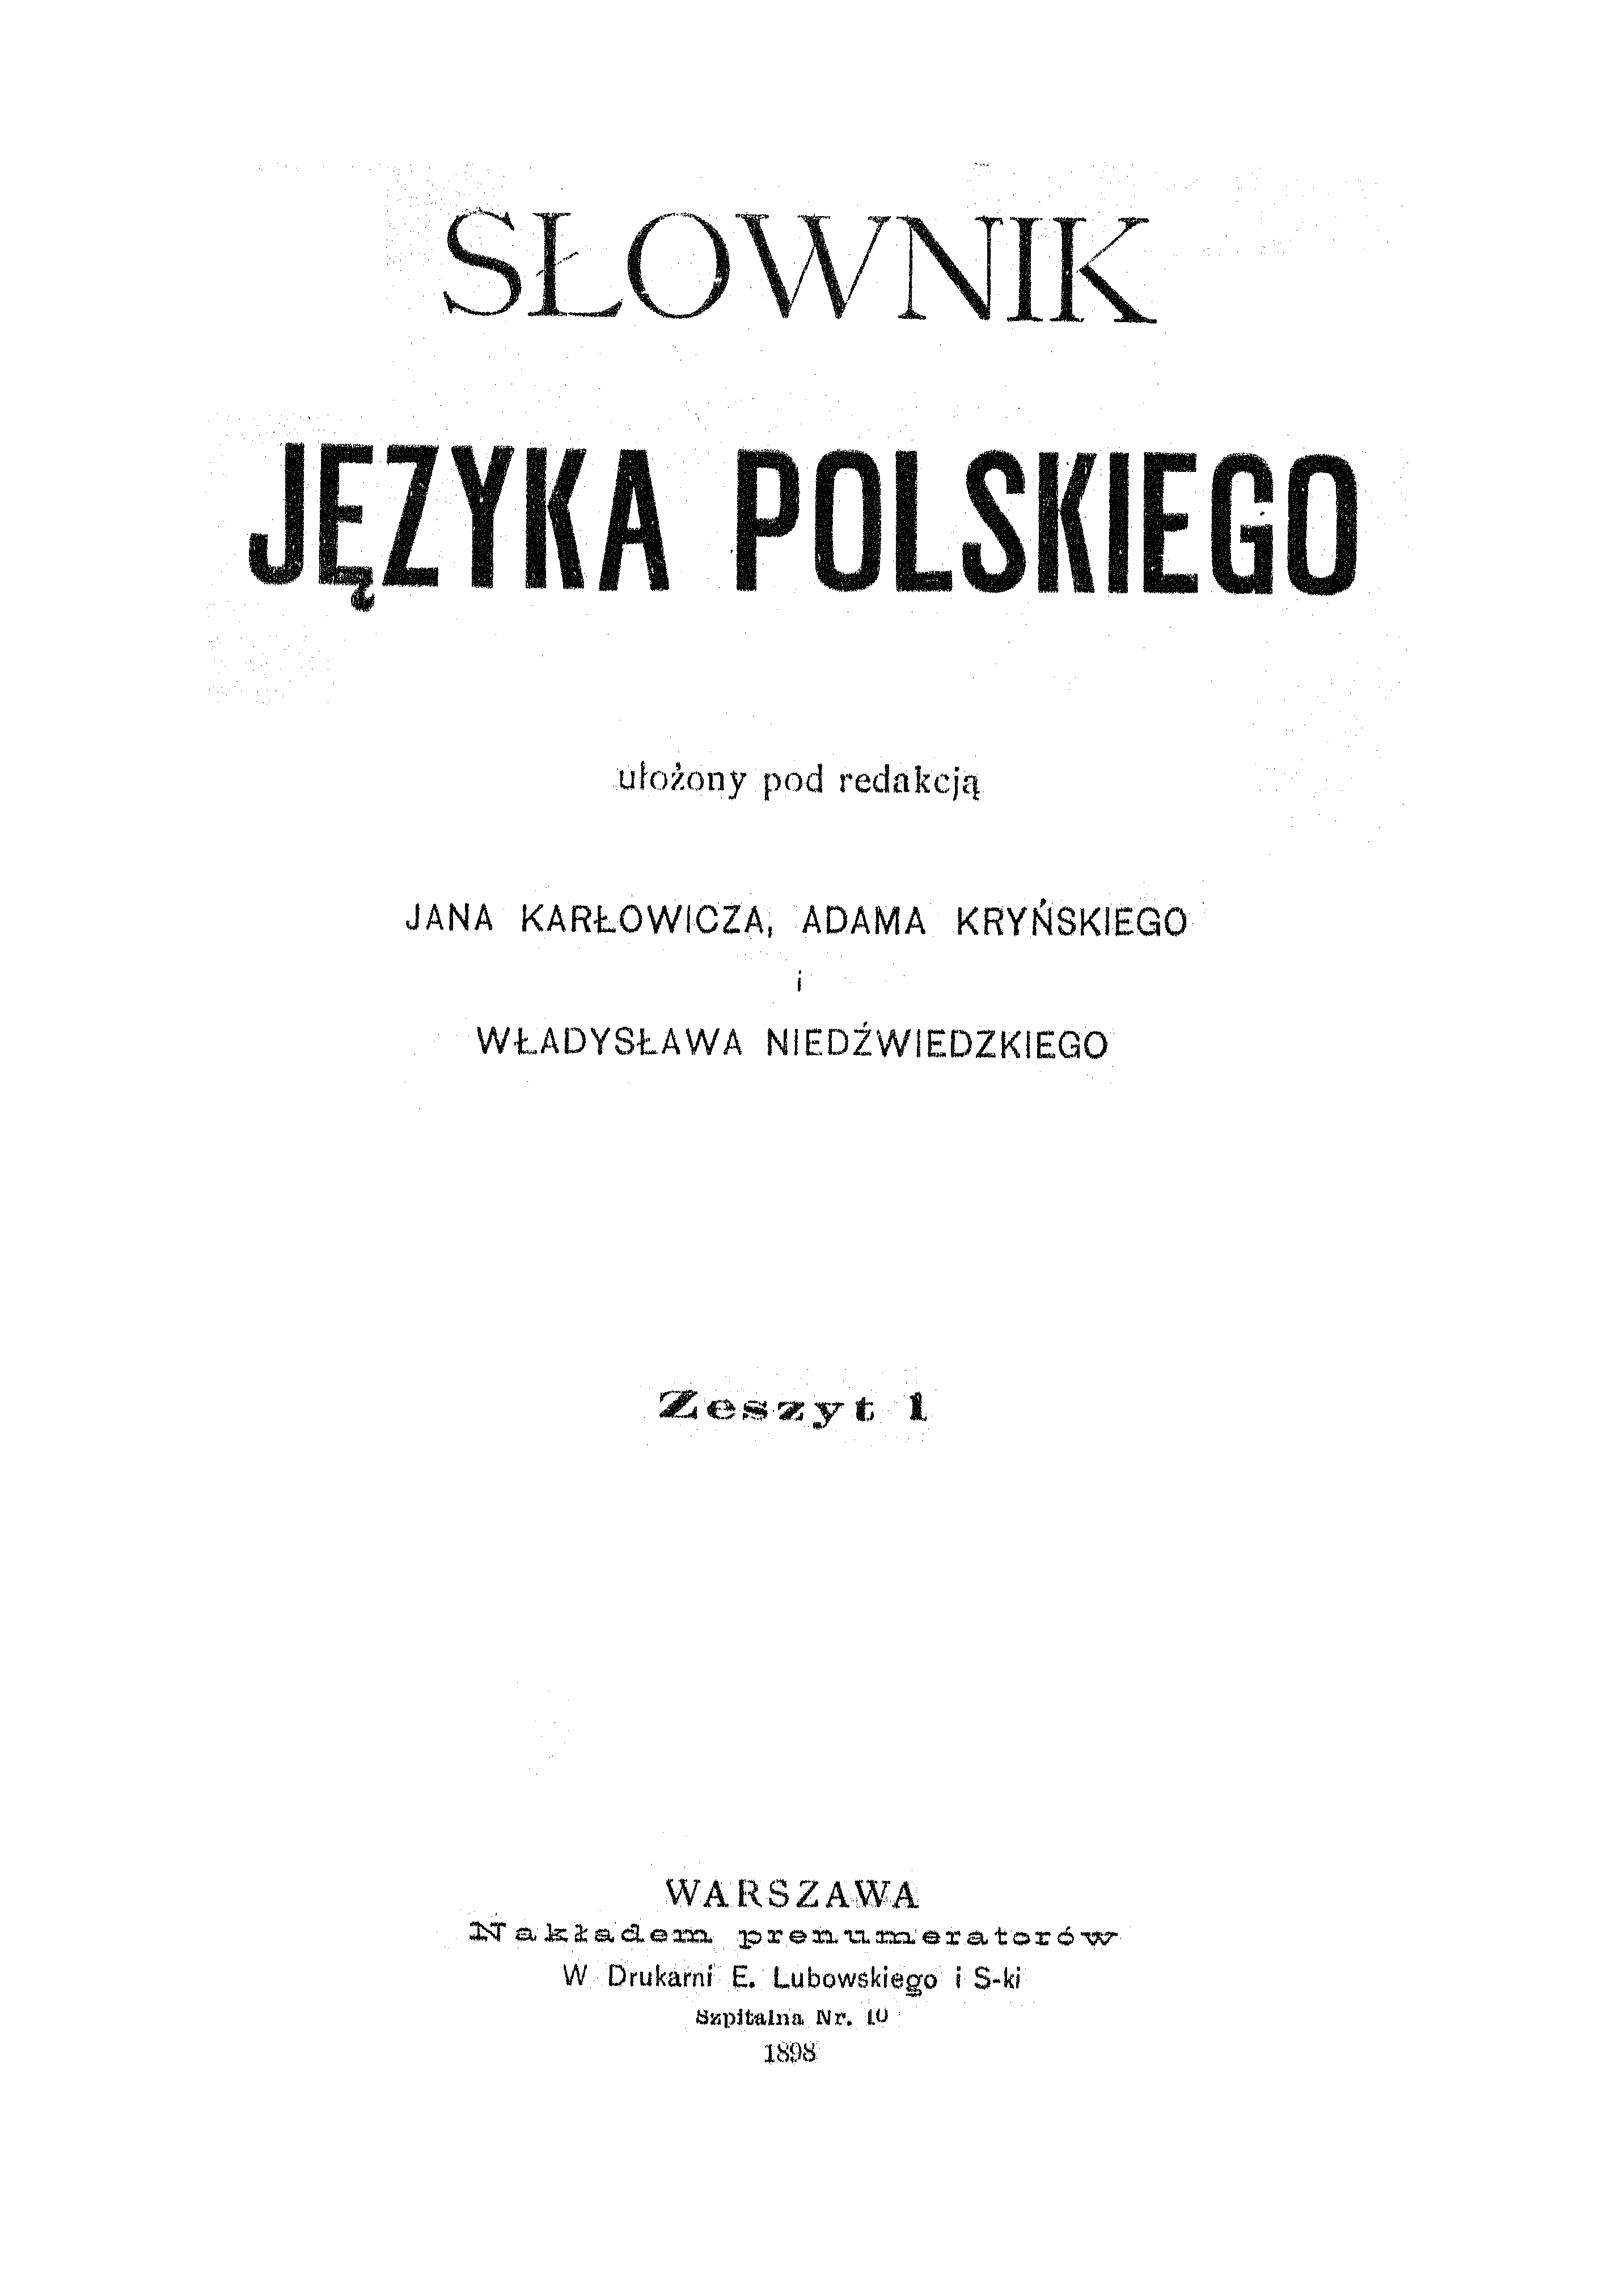 SŁOWNIK
JĘZYKA POLSKIEGO
ułożony pod redakcją
JANA KARŁOWICZA, ADAMA KRYŃSKIEGO
i
WŁADYSŁAWA NIEDŹWIEDZKIEGO
Zeszyt 1
WARSZAWA
Nakładem prenumeratorów
W Drukarni E. Lubowskiego i S-ki
Szpitalna Nr. 10
1898